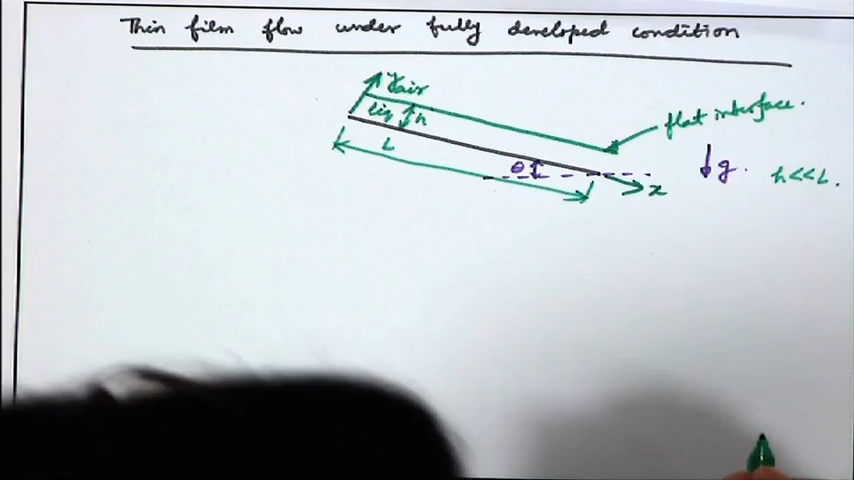 Thin film flow under fully developed condition
y air
liq h
flat interface.
L
θ
g.
h<<L.
x